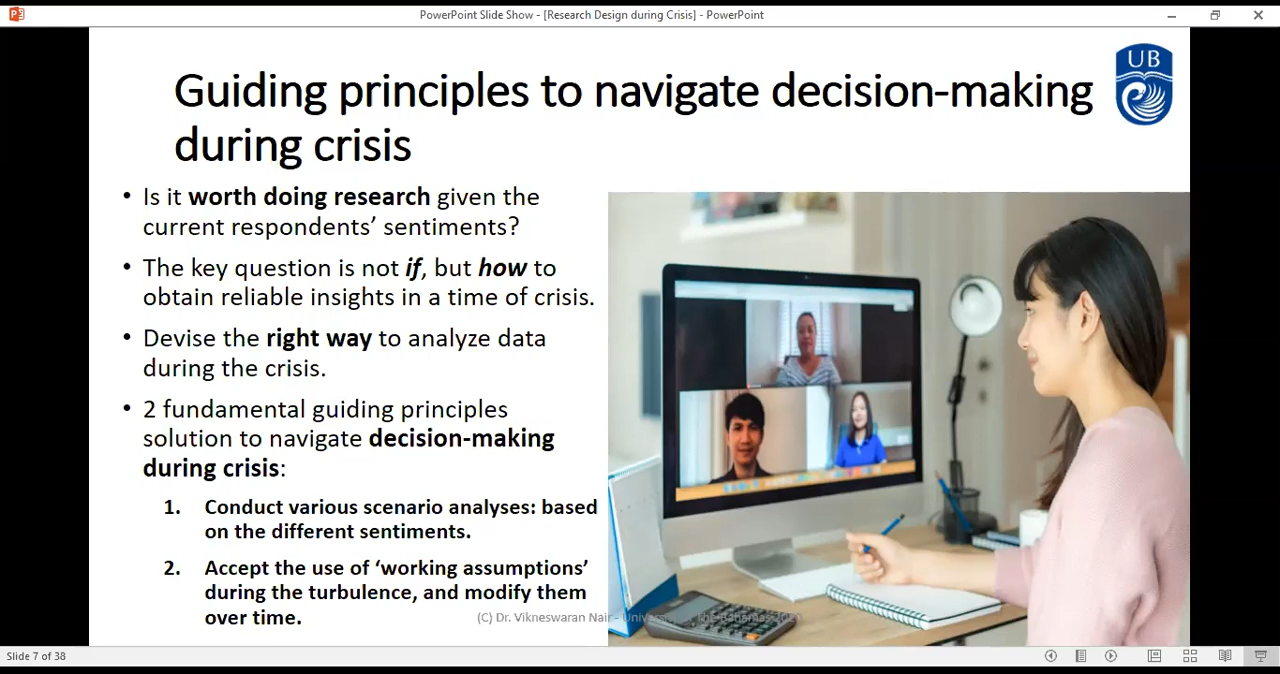 PowerPoint Slide Show - [Research Design during Crisis] - PowerPoint
UB
Guiding principles to navigate decision-making
during crisis
• Is it worth doing research given the
current respondents’ sentiments?
• The key question is not if, but how to
obtain reliable insights in a time of crisis.
• Devise the right way to analyze data
during the crisis.
• 2 fundamental guiding principles
solution to navigate decision-making
during crisis:
1. Conduct various scenario analyses: based
on the different sentiments.
2. Accept the use of ‘working assumptions’
during the turbulence, and modify them
over time.
(C) Dr. Vikneswaran Nair - The Bahamas
Slide 7 of 38